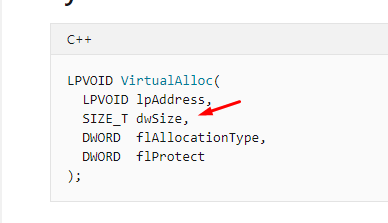 C++
LPVOID VirtualAlloc(
  LPVOID lpAddress,
  SIZE_T dwSize,
  DWORD  flAllocationType,
  DWORD  flProtect
);